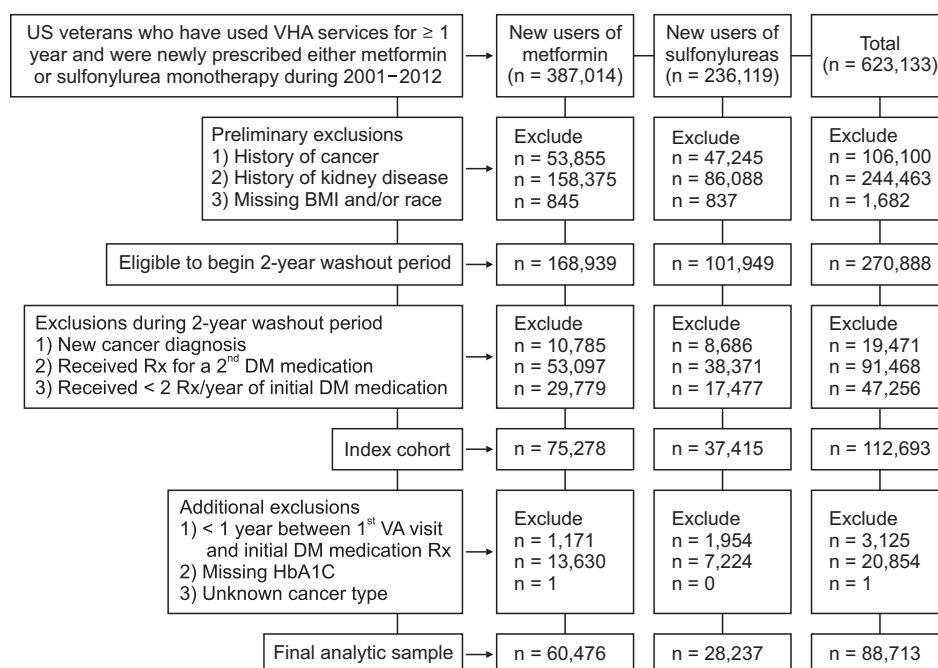 US veterans who have used VHA services for ≥ 1
year and were newly prescribed either metformin
or sulfonylurea monotherapy during 2001−2012
New users of
metformin
(n = 387,014)
New users of
sulfonylureas
(n = 236,119)
Total
(n = 623,133)
Preliminary exclusions
1) History of cancer
2) History of kidney disease
3) Missing BMI and/or race
Exclude
n = 53,855
n = 158,375
n = 845
Exclude
n = 47,245
n = 86,088
n = 837
Exclude
n = 106,100
n = 244,463
n = 1,682
Eligible to begin 2-year washout period
n = 168,939
n = 101,949
n = 270,888
Exclusions during 2-year washout period
1) New cancer diagnosis
2) Received Rx for a 2nd DM medication
3) Received < 2 Rx/year of initial DM medication
Exclude
n = 10,785
n = 53,097
n = 29,779
Exclude
n = 8,686
n = 38,371
n = 17,477
Exclude
n = 19,471
n = 91,468
n = 47,256
Index cohort
n = 75,278
n = 37,415
n = 112,693
Additional exclusions
1) < 1 year between 1st VA visit
and initial DM medication Rx
2) Missing HbA1C
3) Unknown cancer type
Exclude
n = 1,171
n = 13,630
n = 1
Exclude
n = 1,954
n = 7,224
n = 0
Exclude
n = 3,125
n = 20,854
n = 1
Final analytic sample
n = 60,476
n = 28,237
n = 88,713